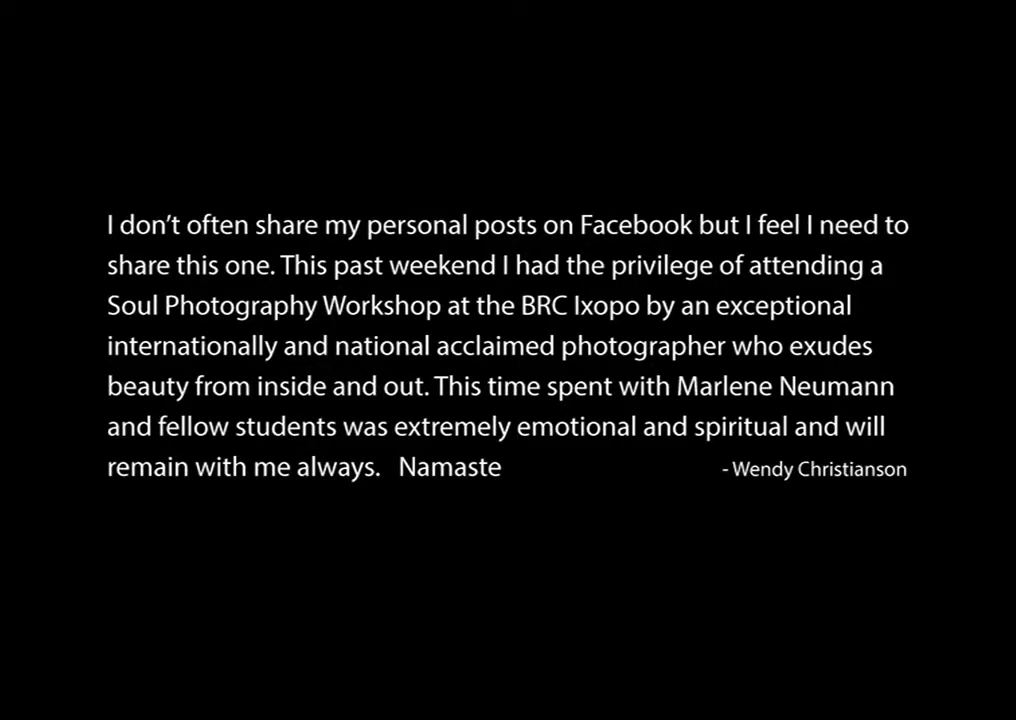 I don’t often share my personal posts on Facebook but I feel I need to
share this one. This past weekend I had the privilege of attending a
Soul Photography Workshop at the BRC Ixopo by an exceptional
internationally and national acclaimed photographer who exudes
beauty from inside and out. This time spent with Marlene Neumann
and fellow students was extremely emotional and spiritual and will
remain with me always. Namaste - Wendy Christianson